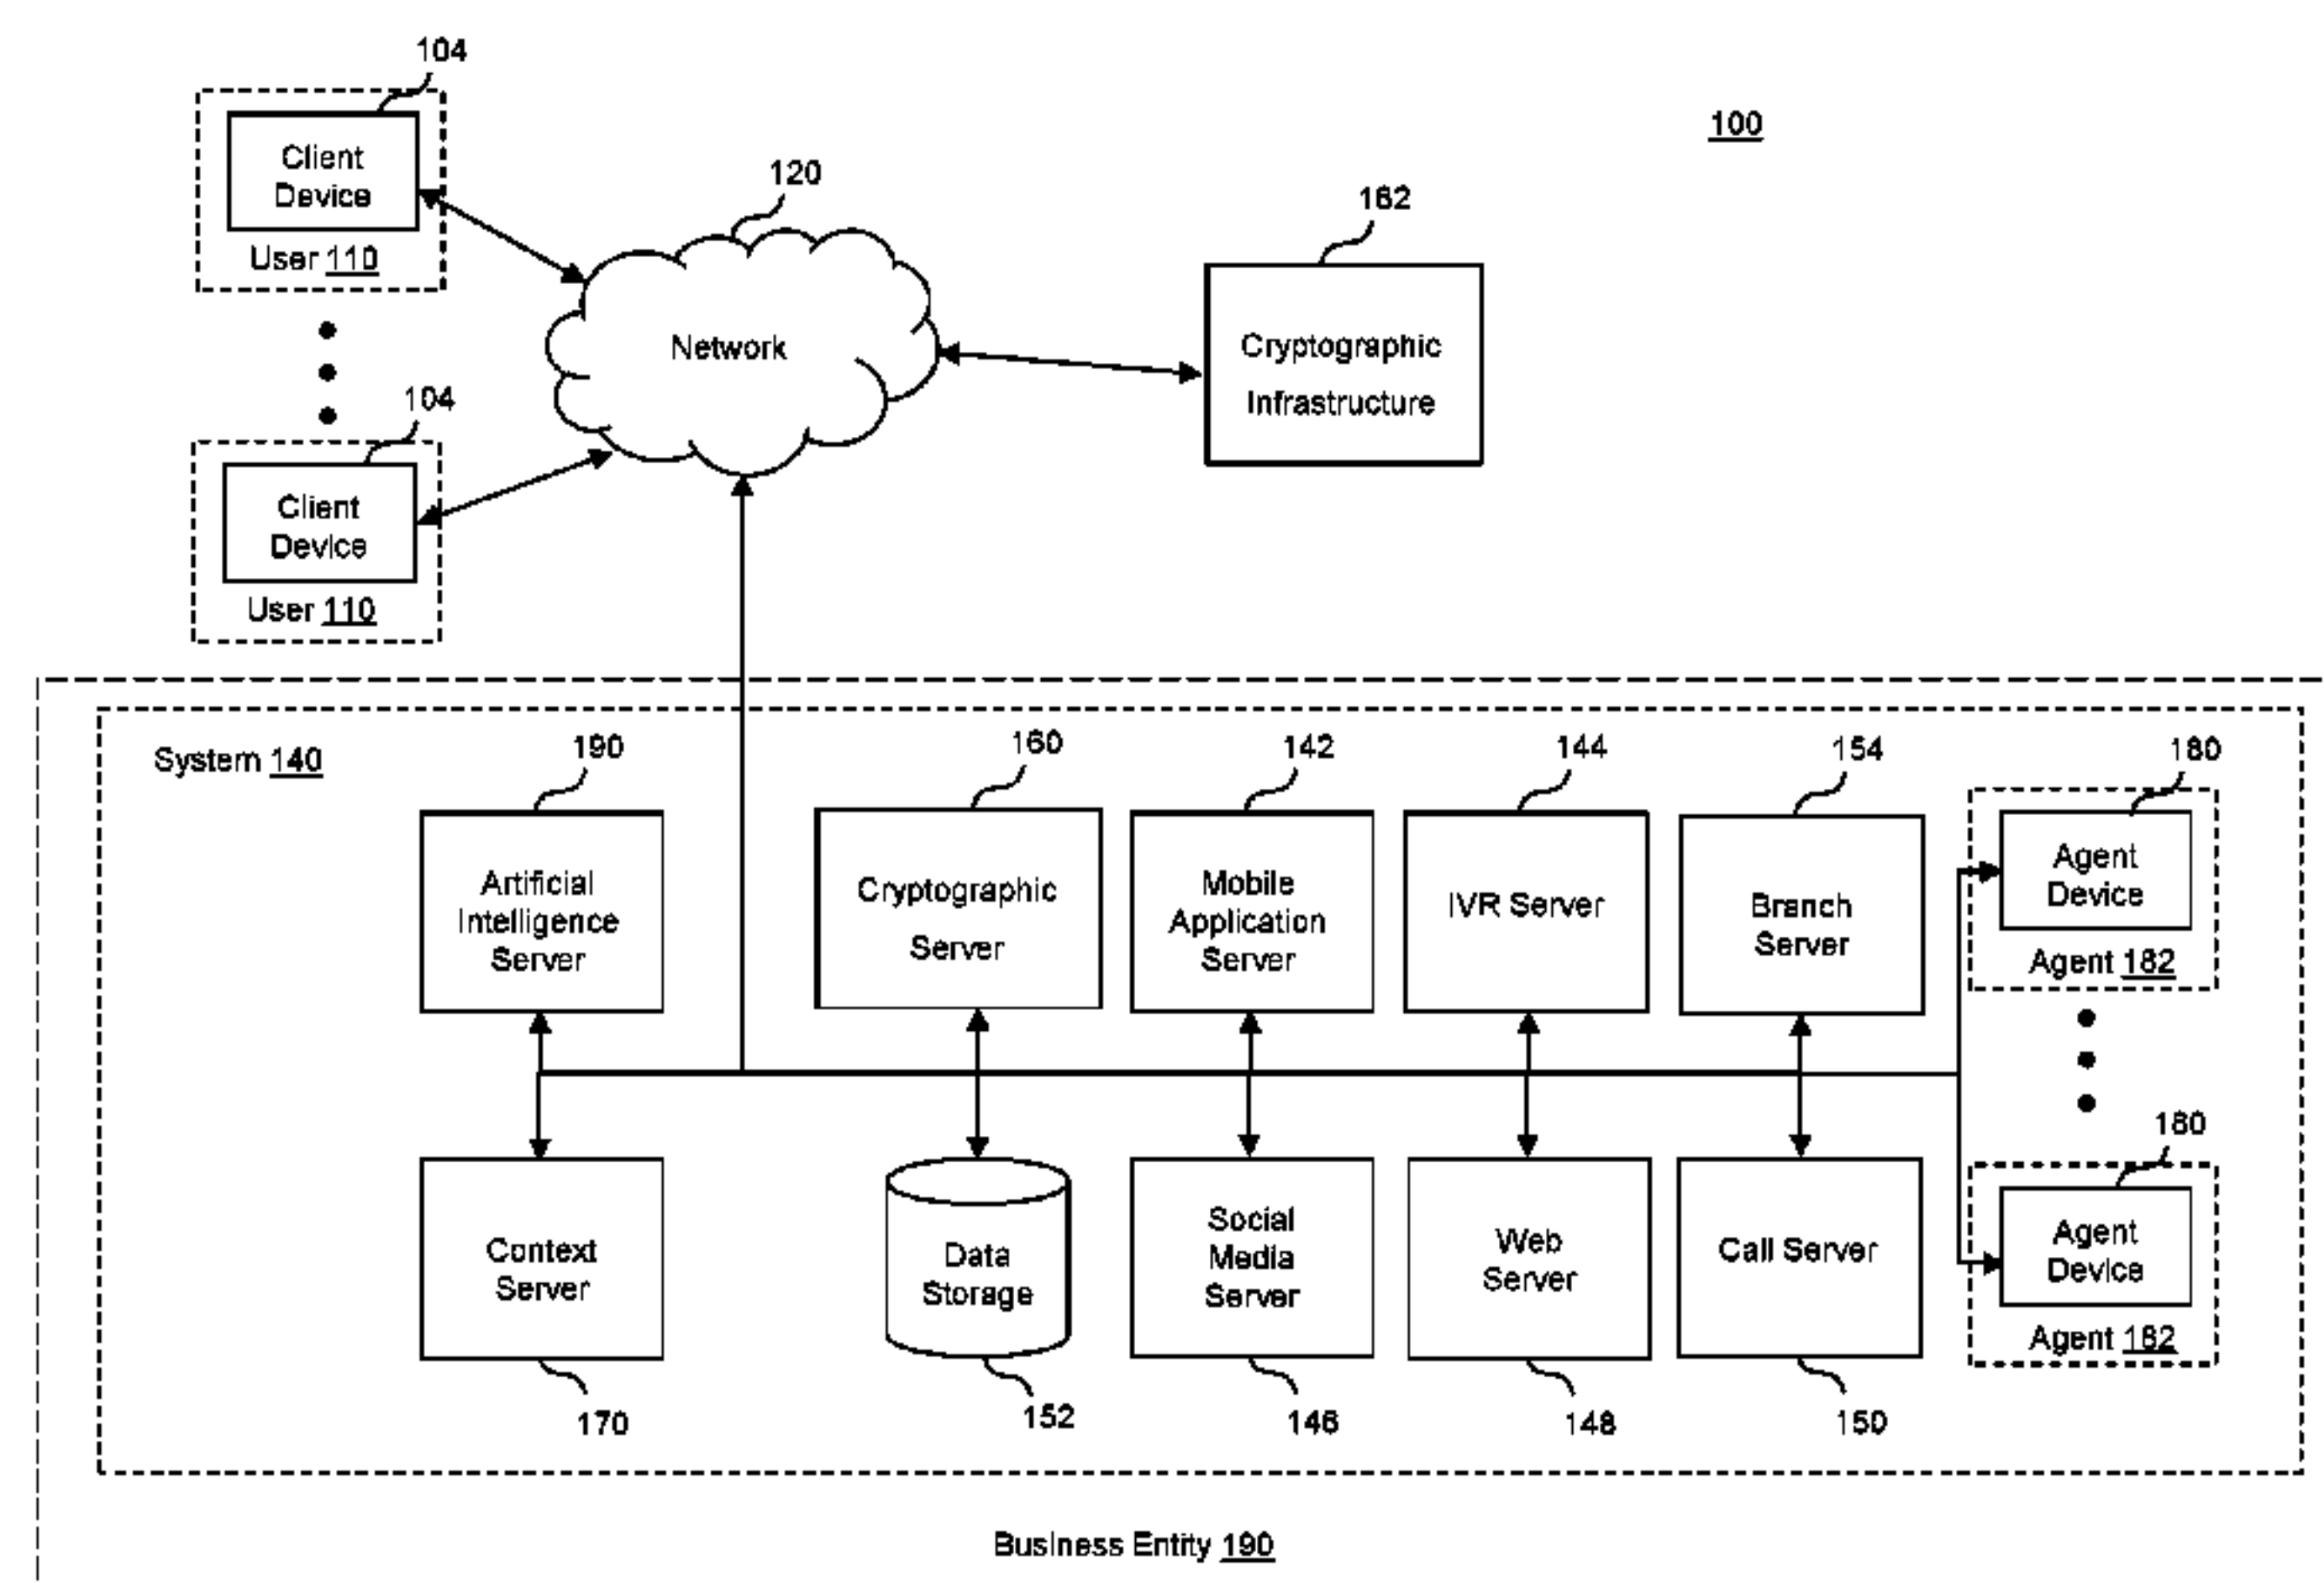 104
100
Client
Device
User 110
120
162
Network
Cryptographic
Infrastructure
104
Client
Device
User 110
System 140
190
160
142
144
154
180
Artificial
Intelligence
Server
Cryptographic
Server
Mobile
Application
Server
IVR Server
Branch
Server
Agent
Device
Agent 182
180
Context
Server
Data
Storage
Social
Media
Server
Web
Server
Call Server
Agent
Device
Agent 182
170
152
146
148
150
Business Entity 190